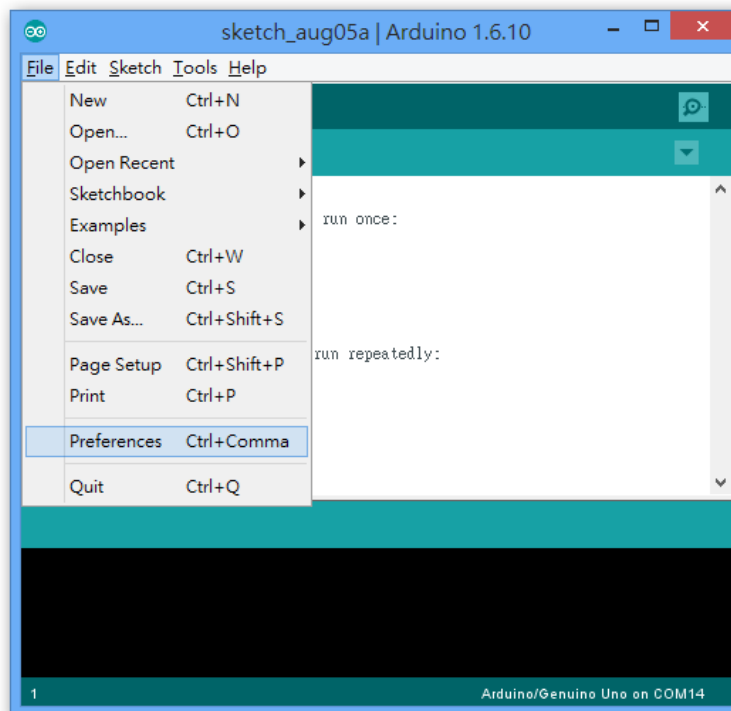 sketch_aug05a | Arduino 1.6.10
File Edit Sketch Tools Help
New Ctrl+N
Open... Ctrl+O
Open Recent
Sketchbook
run once:
Examples
Close Ctrl+W
Save Ctrl+S
Save As... Ctrl+Shift+S
run repeatedly:
Page Setup Ctrl+Shift+P
Print Ctrl+P
Preferences Ctrl+Comma
Quit Ctrl+Q
1 Arduino/Genuino Uno on COM14